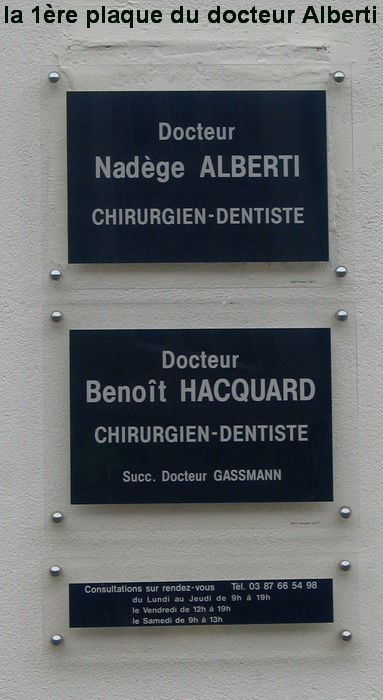 la 1ère plaque du docteur Alberti
Docteur
Nadège ALBERTI
CHIRURGIEN-DENTISTE
Docteur
Benoît HACQUARD
CHIRURGIEN-DENTISTE
Succ. Docteur GASSMANN
Consultations sur rendez-vous Tél. 03 87 66 54 98
du Lundi au Jeudi de 9h à 19h
le Vendredi de 12h à 19h
le Samedi de 9h à 13h